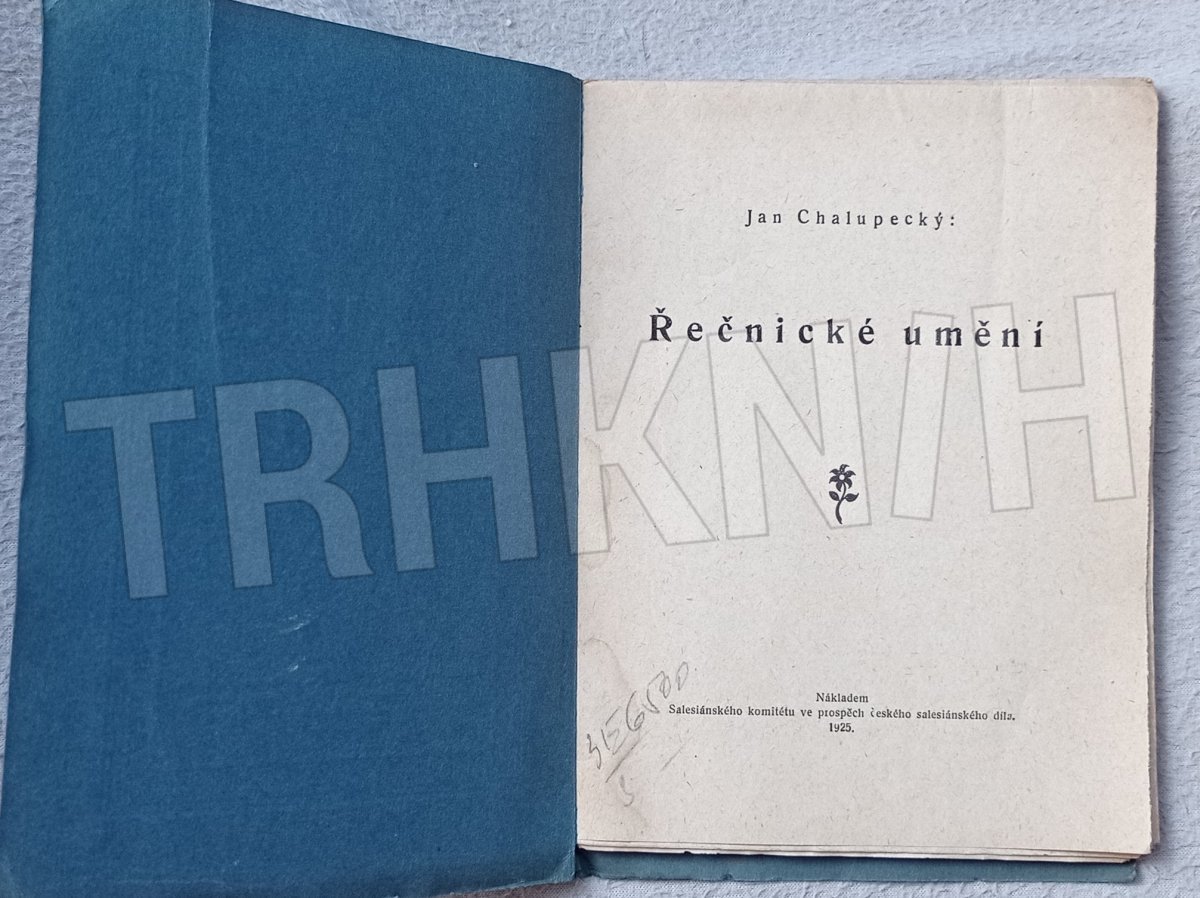 Jan Chalupecký:
Řečnické umění
TRHKNIH
Nákladem
Salesiánského komitétu ve prospěch českého salesiánského díla.
1925.